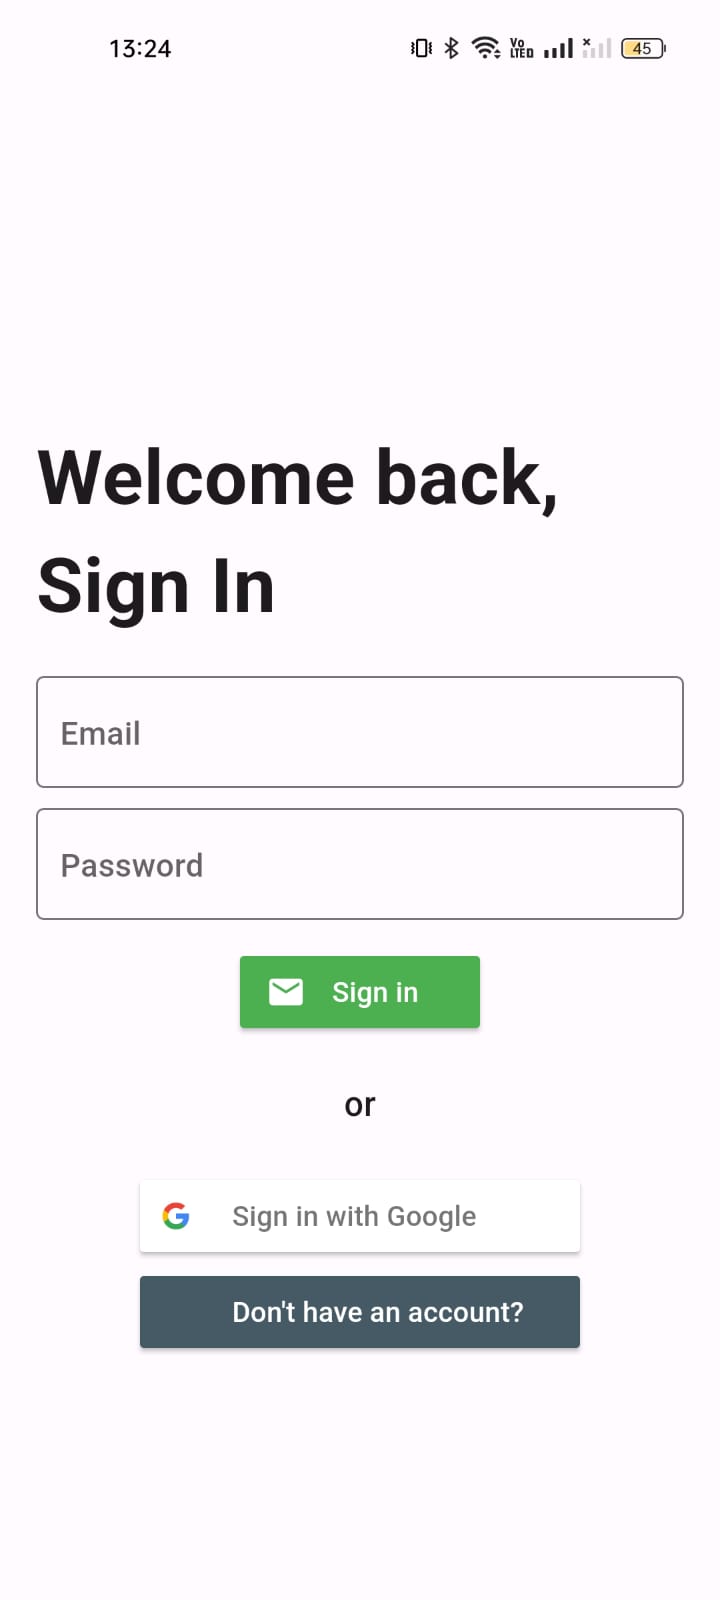 13:24 Vo LTED 45
Welcome back,
Sign In
Email
Password
Sign in
or
Sign in with Google
Don't have an account?